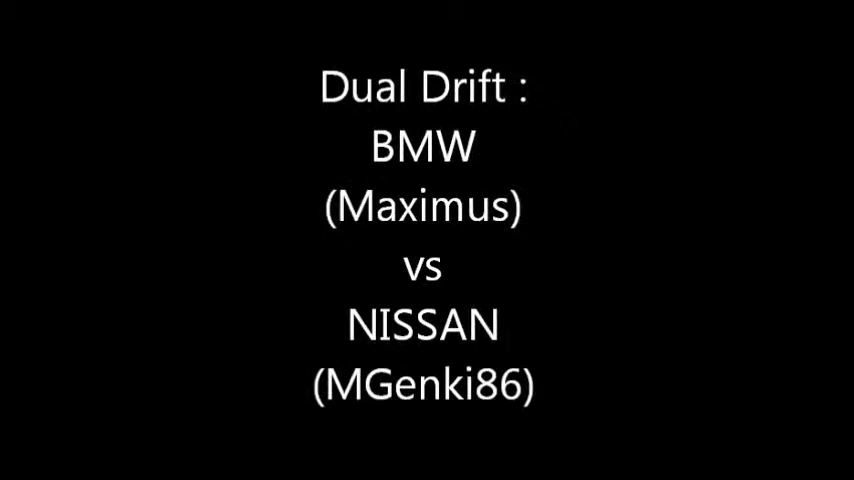 Dual Drift :
BMW
(Maximus)
vs
NISSAN
(MGenki86)